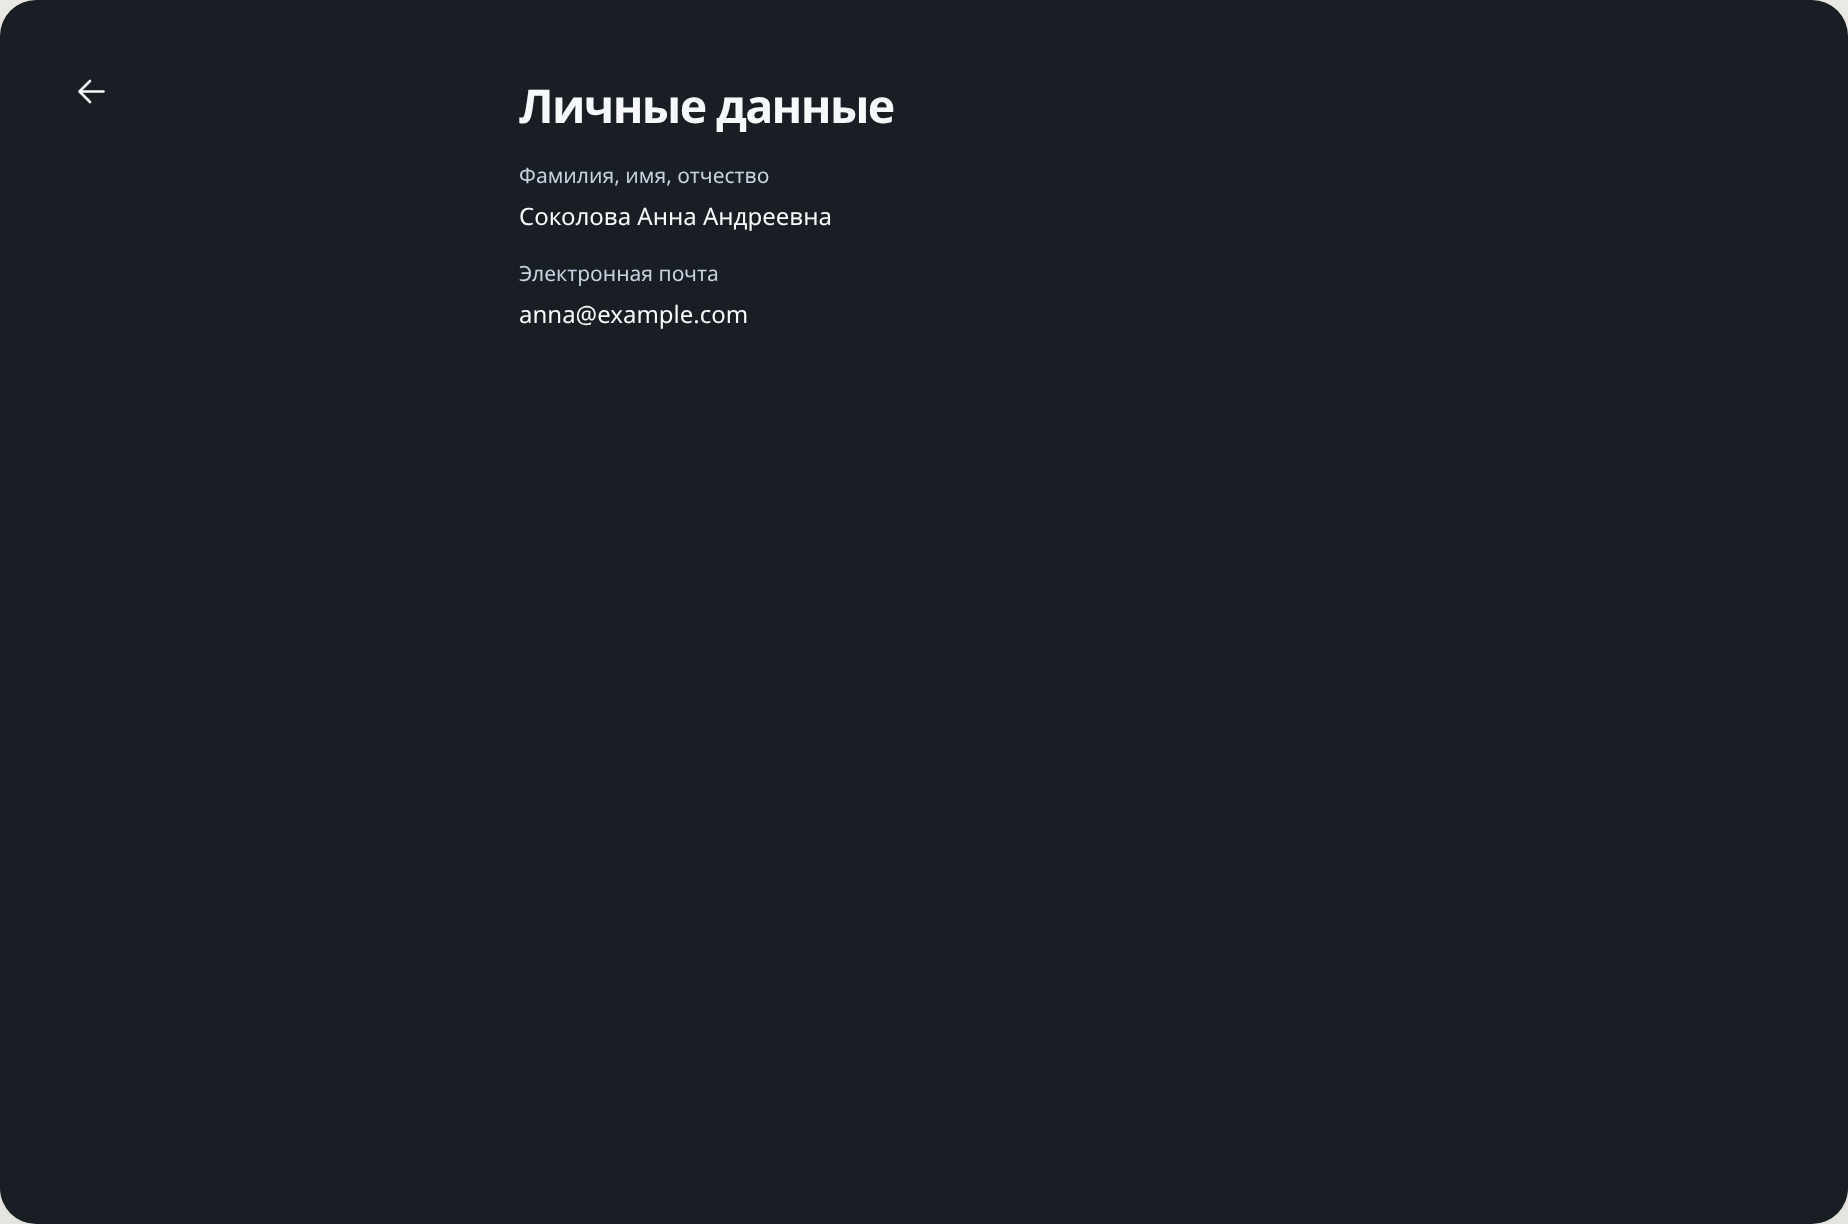 Личные данные
Фамилия, имя, отчество
Соколова Анна Андреевна
Электронная почта
anna@example.com